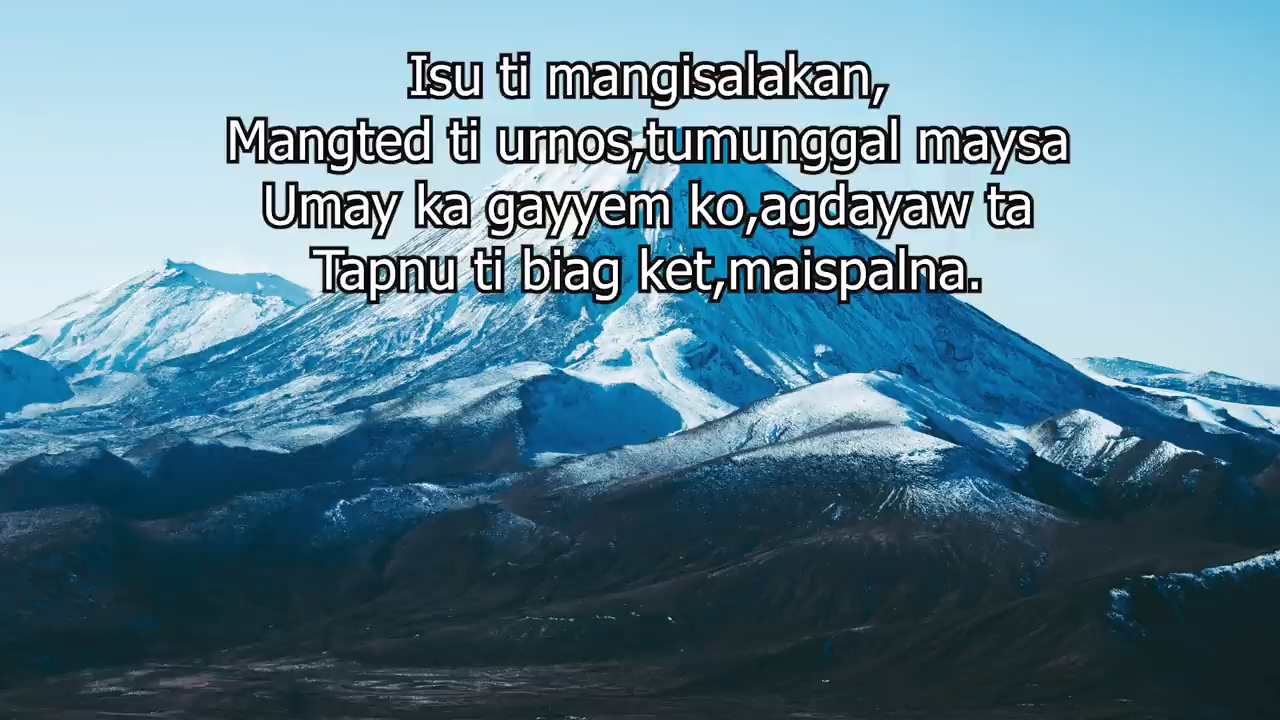 Isu ti mangisalakan,
Mangted ti urnos,tumunggal maysa
Umay ka gayyem ko,agdayaw ta
Tapnu ti biag ket,maispalna.